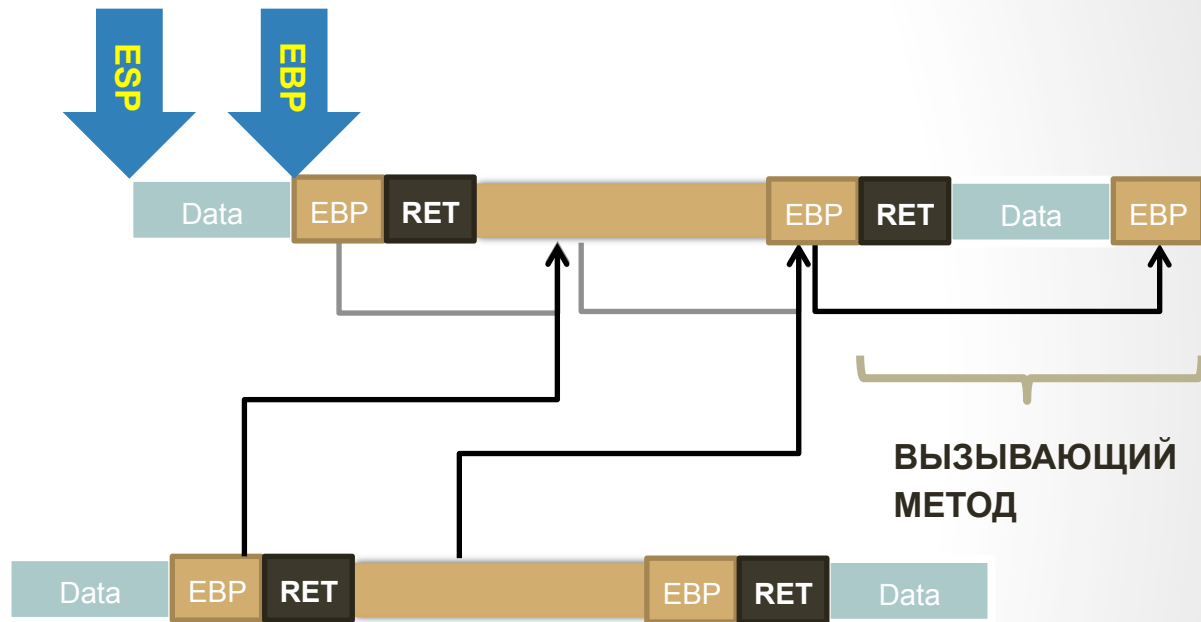 ESP
EBP
Data EBP RET EBP RET Data EBP
ВЫЗЫВАЮЩИЙ
МЕТОД
Data EBP RET EBP RET Data